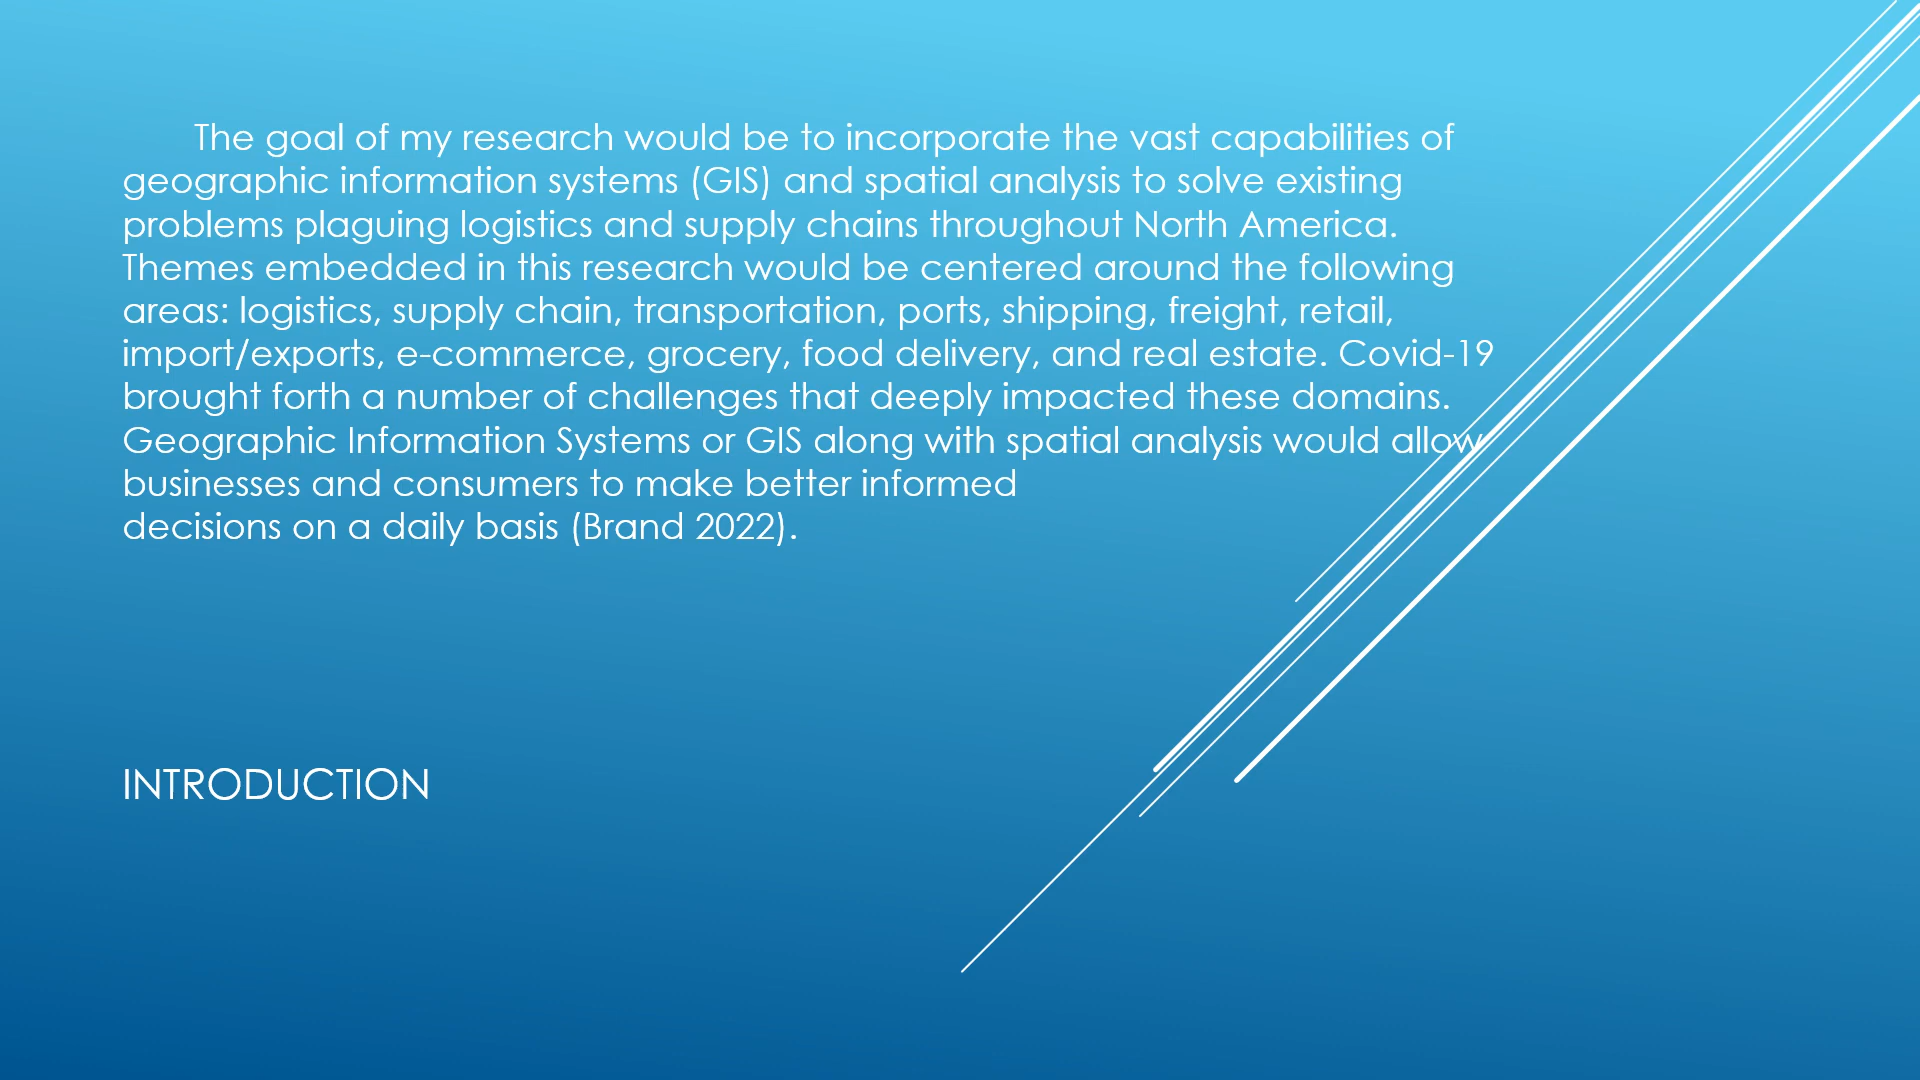 The goal of my research would be to incorporate the vast capabilities of
geographic information systems (GIS) and spatial analysis to solve existing
problems plaguing logistics and supply chains throughout North America.
Themes embedded in this research would be centered around the following
areas: logistics, supply chain, transportation, ports, shipping, freight, retail,
import/exports, e-commerce, grocery, food delivery, and real estate. Covid-19
brought forth a number of challenges that deeply impacted these domains.
Geographic Information Systems or GIS along with spatial analysis would allow
businesses and consumers to make better informed
decisions on a daily basis (Brand 2022).
INTRODUCTION